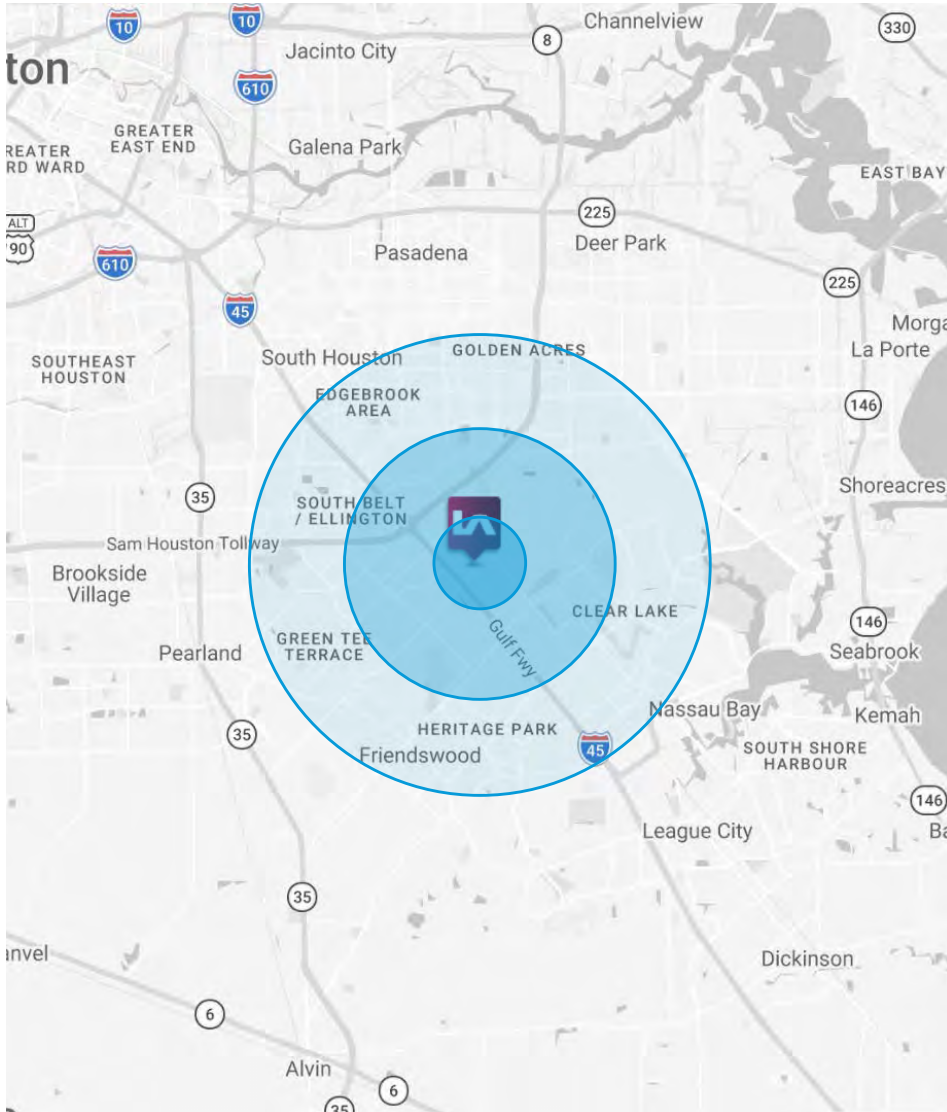 10
10
Channelview
8
330
Jacinto City
ton
610
GREATER
EAST END
Galena Park
REATER
RD WARD
EAST BAY
225
ALT
90
Deer Park
Pasadena
610
225
45
Morga
La Porte
GOLDEN ACRES
South Houston
SOUTHEAST
HOUSTON
EDGEBROOK
AREA
146
35
Shoreacres
SOUTH BELT
/ ELLINGTON
LA
Sam Houston Tollway
Brookside
Village
CLEAR LAKE
146
GREEN TEE
TERRACE
Gulf Fwy
Pearland
Seabrook
Nassau Bay
Kemah
35
HERITAGE PARK
45
Friendswood
SOUTH SHORE
HARBOUR
146
League City
Ba
35
anvel
Dickinson
6
Alvin
6
35